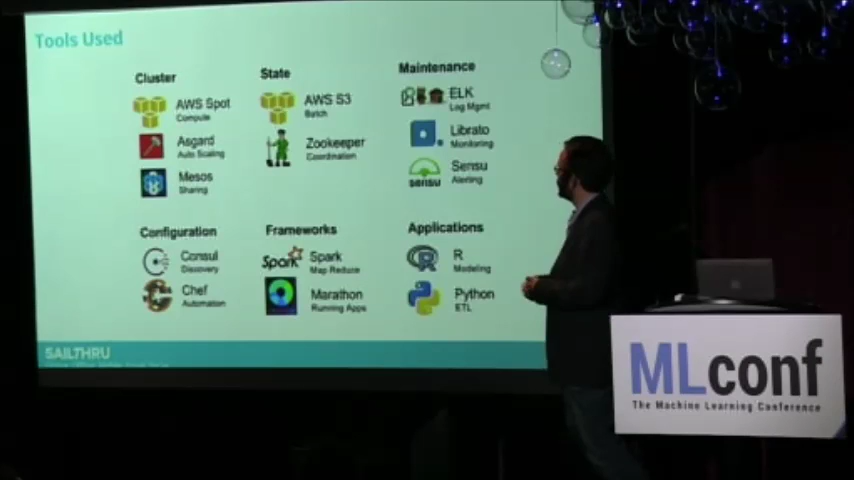 Tools Used
Cluster
AWS Spot
Compute
Asgard
Auto Scaling
Mesos
Sharing
State
AWS S3
Batch
Zookeeper
Coordination
Maintenance
ELK
Log Mgmt
Librato
Monitoring
sensu
Sensu
Alerting
Configuration
Consul
Discovery
Chef
Automation
Frameworks
Spark
Spark
Map Reduce
Marathon
Running Apps
Applications
R
R
Modeling
Python
ETL
SAILTHRU
MLconf
The Machine Learning Conference